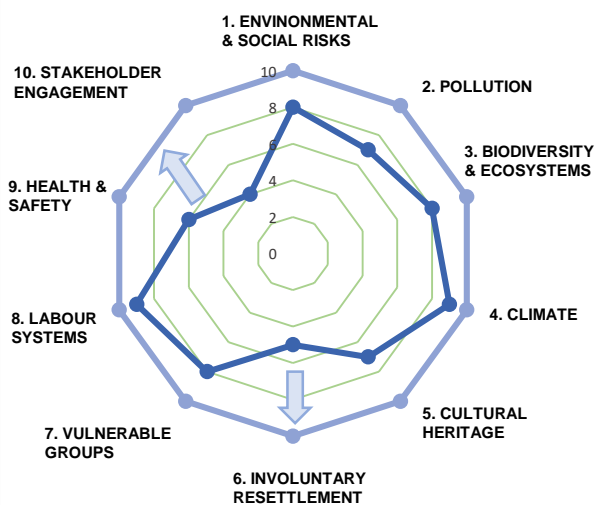 1. ENVINONMENTAL
& SOCIAL RISKS
2. POLLUTION
3. BIODIVERSITY
& ECOSYSTEMS
4. CLIMATE
5. CULTURAL
HERITAGE
6. INVOLUNTARY
RESETTLEMENT
7. VULNERABLE
GROUPS
8. LABOUR
SYSTEMS
9. HEALTH &
SAFETY
10. STAKEHOLDER
ENGAGEMENT
10
8
6
4
2
0